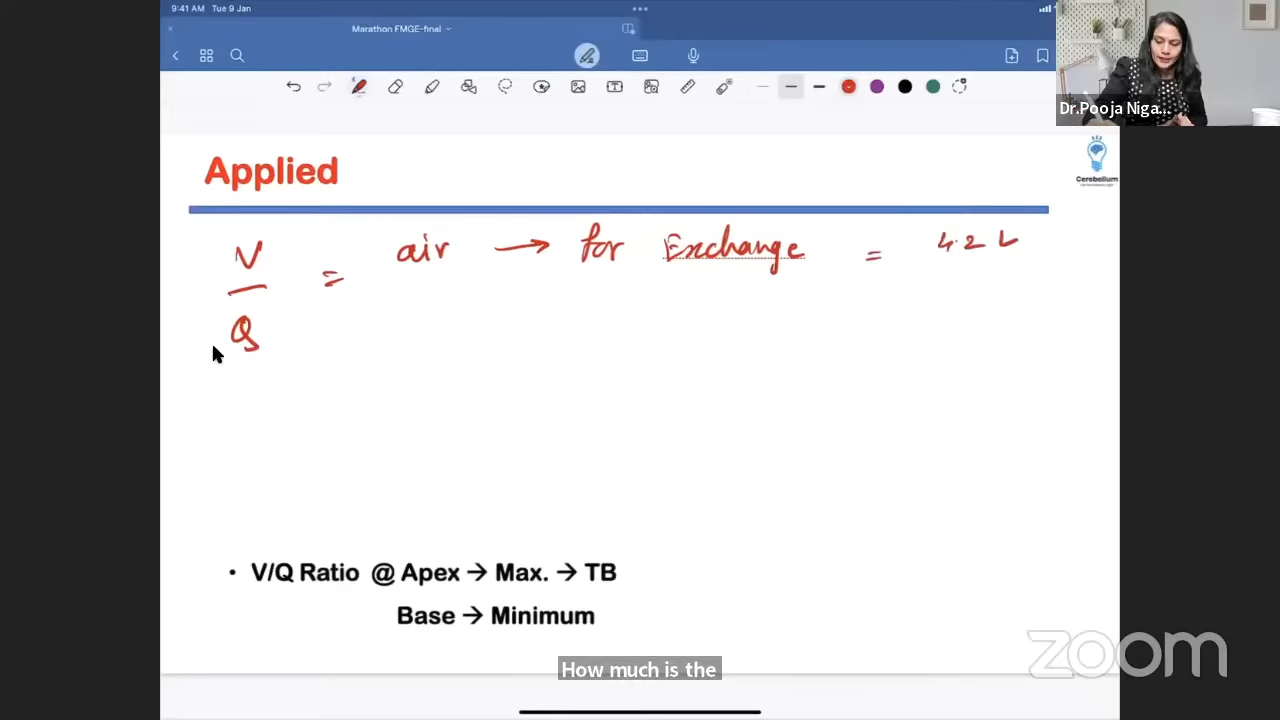 9:41 AM Tue 9 Jan
Marathon FMGE-final
Dr.Pooja Niga...
Applied
Cerebellum
V
Q
= air → for Exchange = 4.2 L
• V/Q Ratio @ Apex → Max. → TB
Base → Minimum
zoom
How much is the